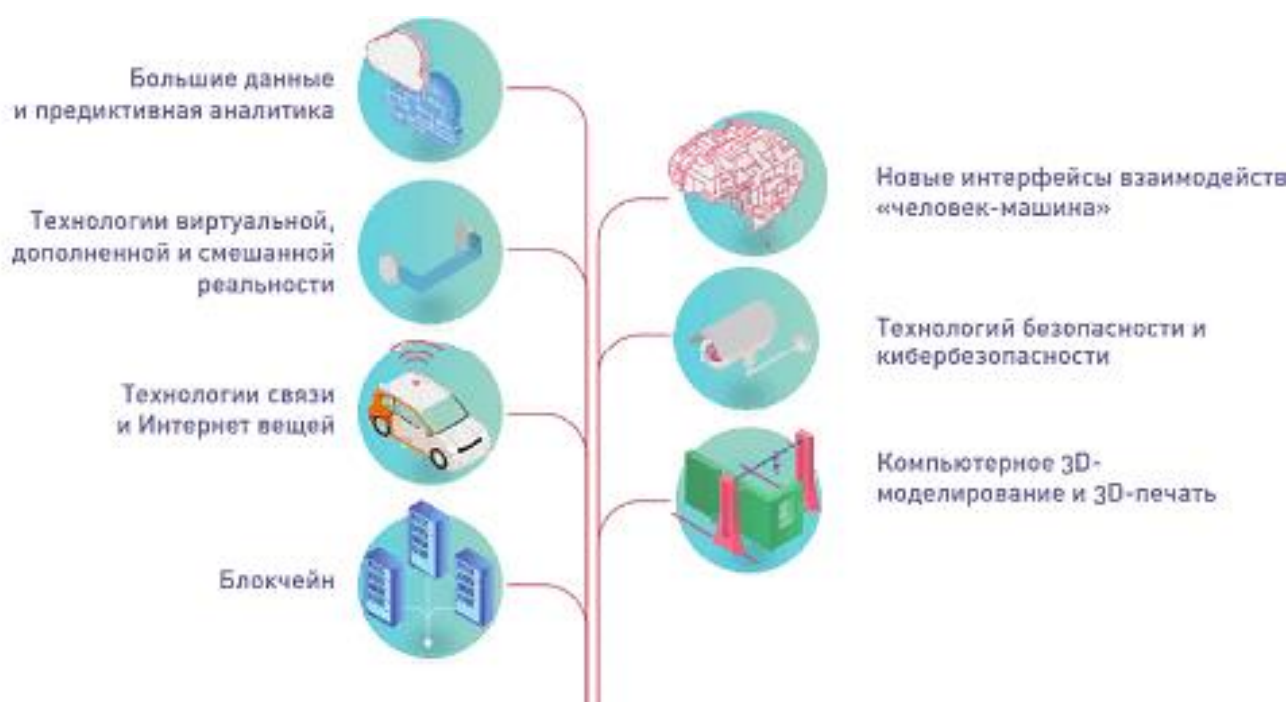 Большие данные
и предиктивная аналитика
Технологии виртуальной,
дополненной и смешанной
реальности
Технологии связи
и Интернет вещей
Блокчейн
Новые интерфейсы взаимодейств
«человек-машина»
Технологий безопасности и
кибербезопасности
Компьютерное 3D-
моделирование и 3D-печать